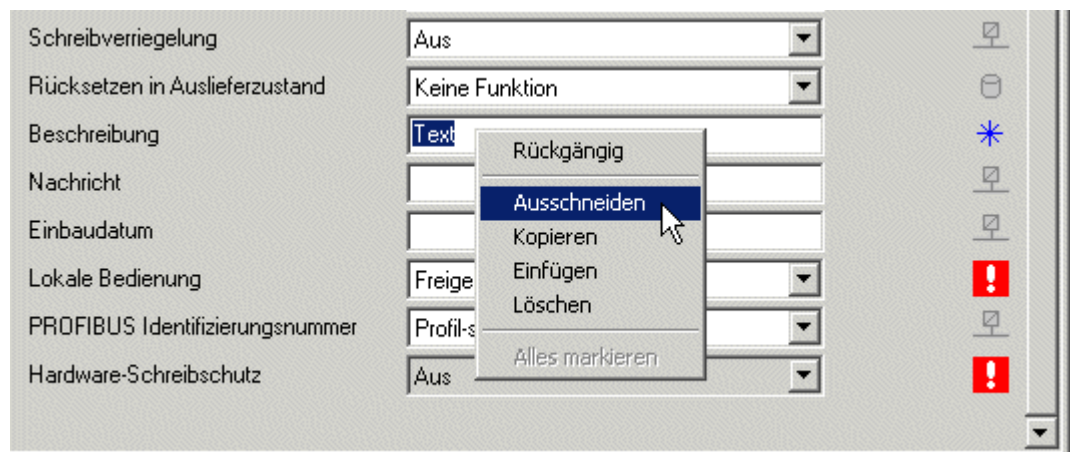 Schreibverriegelung Aus
Rücksetzen in Auslieferzustand Keine Funktion
Beschreibung Text
Rückgängig
Nachricht
Ausschneiden
Einbaudatum
Kopieren
Einfügen
Lokale Bedienung Freige
Löschen
PROFIBUS Identifizierungsnummer Profil-s
Alles markieren
Hardware-Schreibschutz Aus